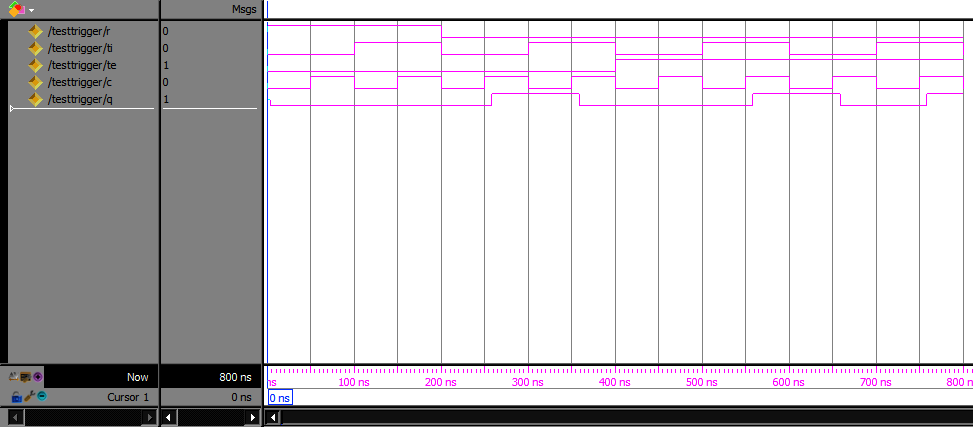 Msgs
/testtrigger/r 0
/testtrigger/ti 0
/testtrigger/te 1
/testtrigger/c 0
/testtrigger/q 1
Now 800 ns
ns 100 ns 200 ns 300 ns 400 ns 500 ns 600 ns 700 ns 800 n
Cursor 1 0 ns 0 ns